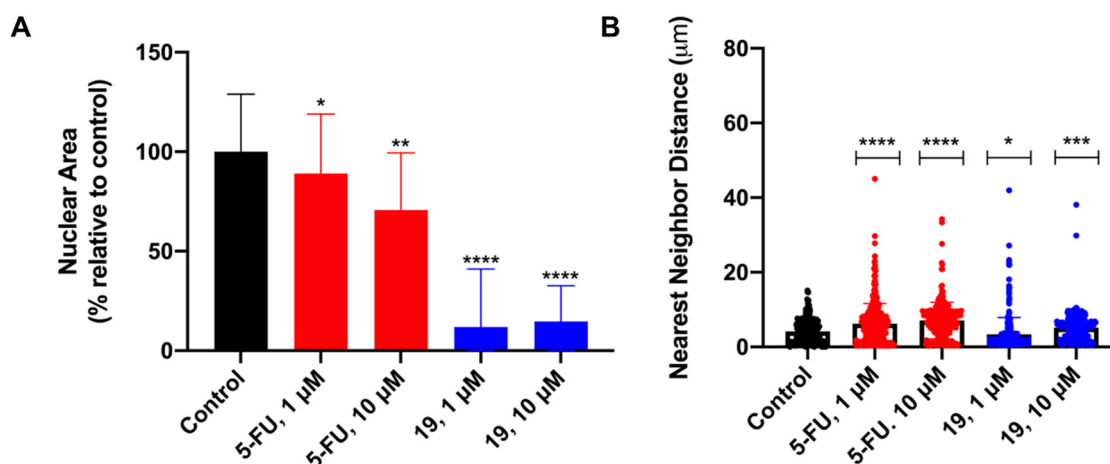 A
Nuclear Area
(% relative to control)
150
100
50
0
*
**
****
****
Control
5-FU, 1 µM
5-FU, 10 µM
19, 1 µM
19, 10 µM
B
Nearest Neighbor Distance (µm)
80
60
40
20
0
****
****
*
***
Control
5-FU, 1 µM
5-FU. 10 µM
19, 1 µM
19, 10 µM